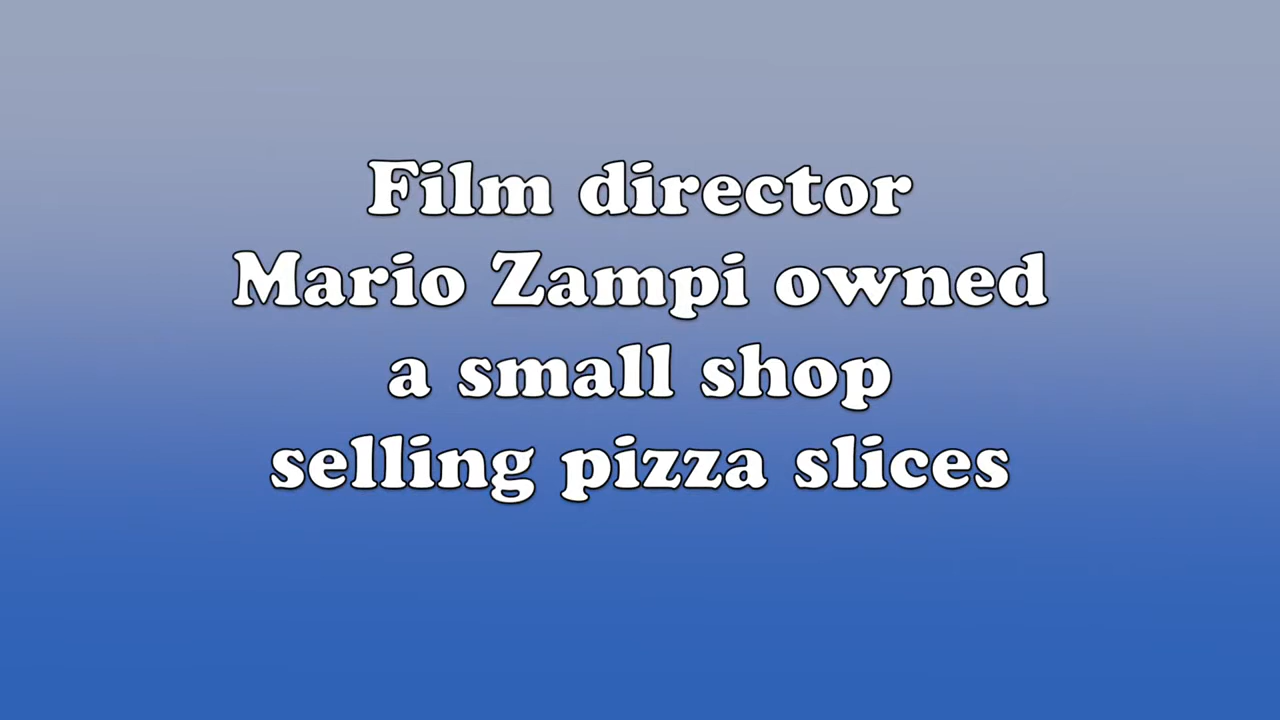 Film director
Mario Zampi owned
a small shop
selling pizza slices